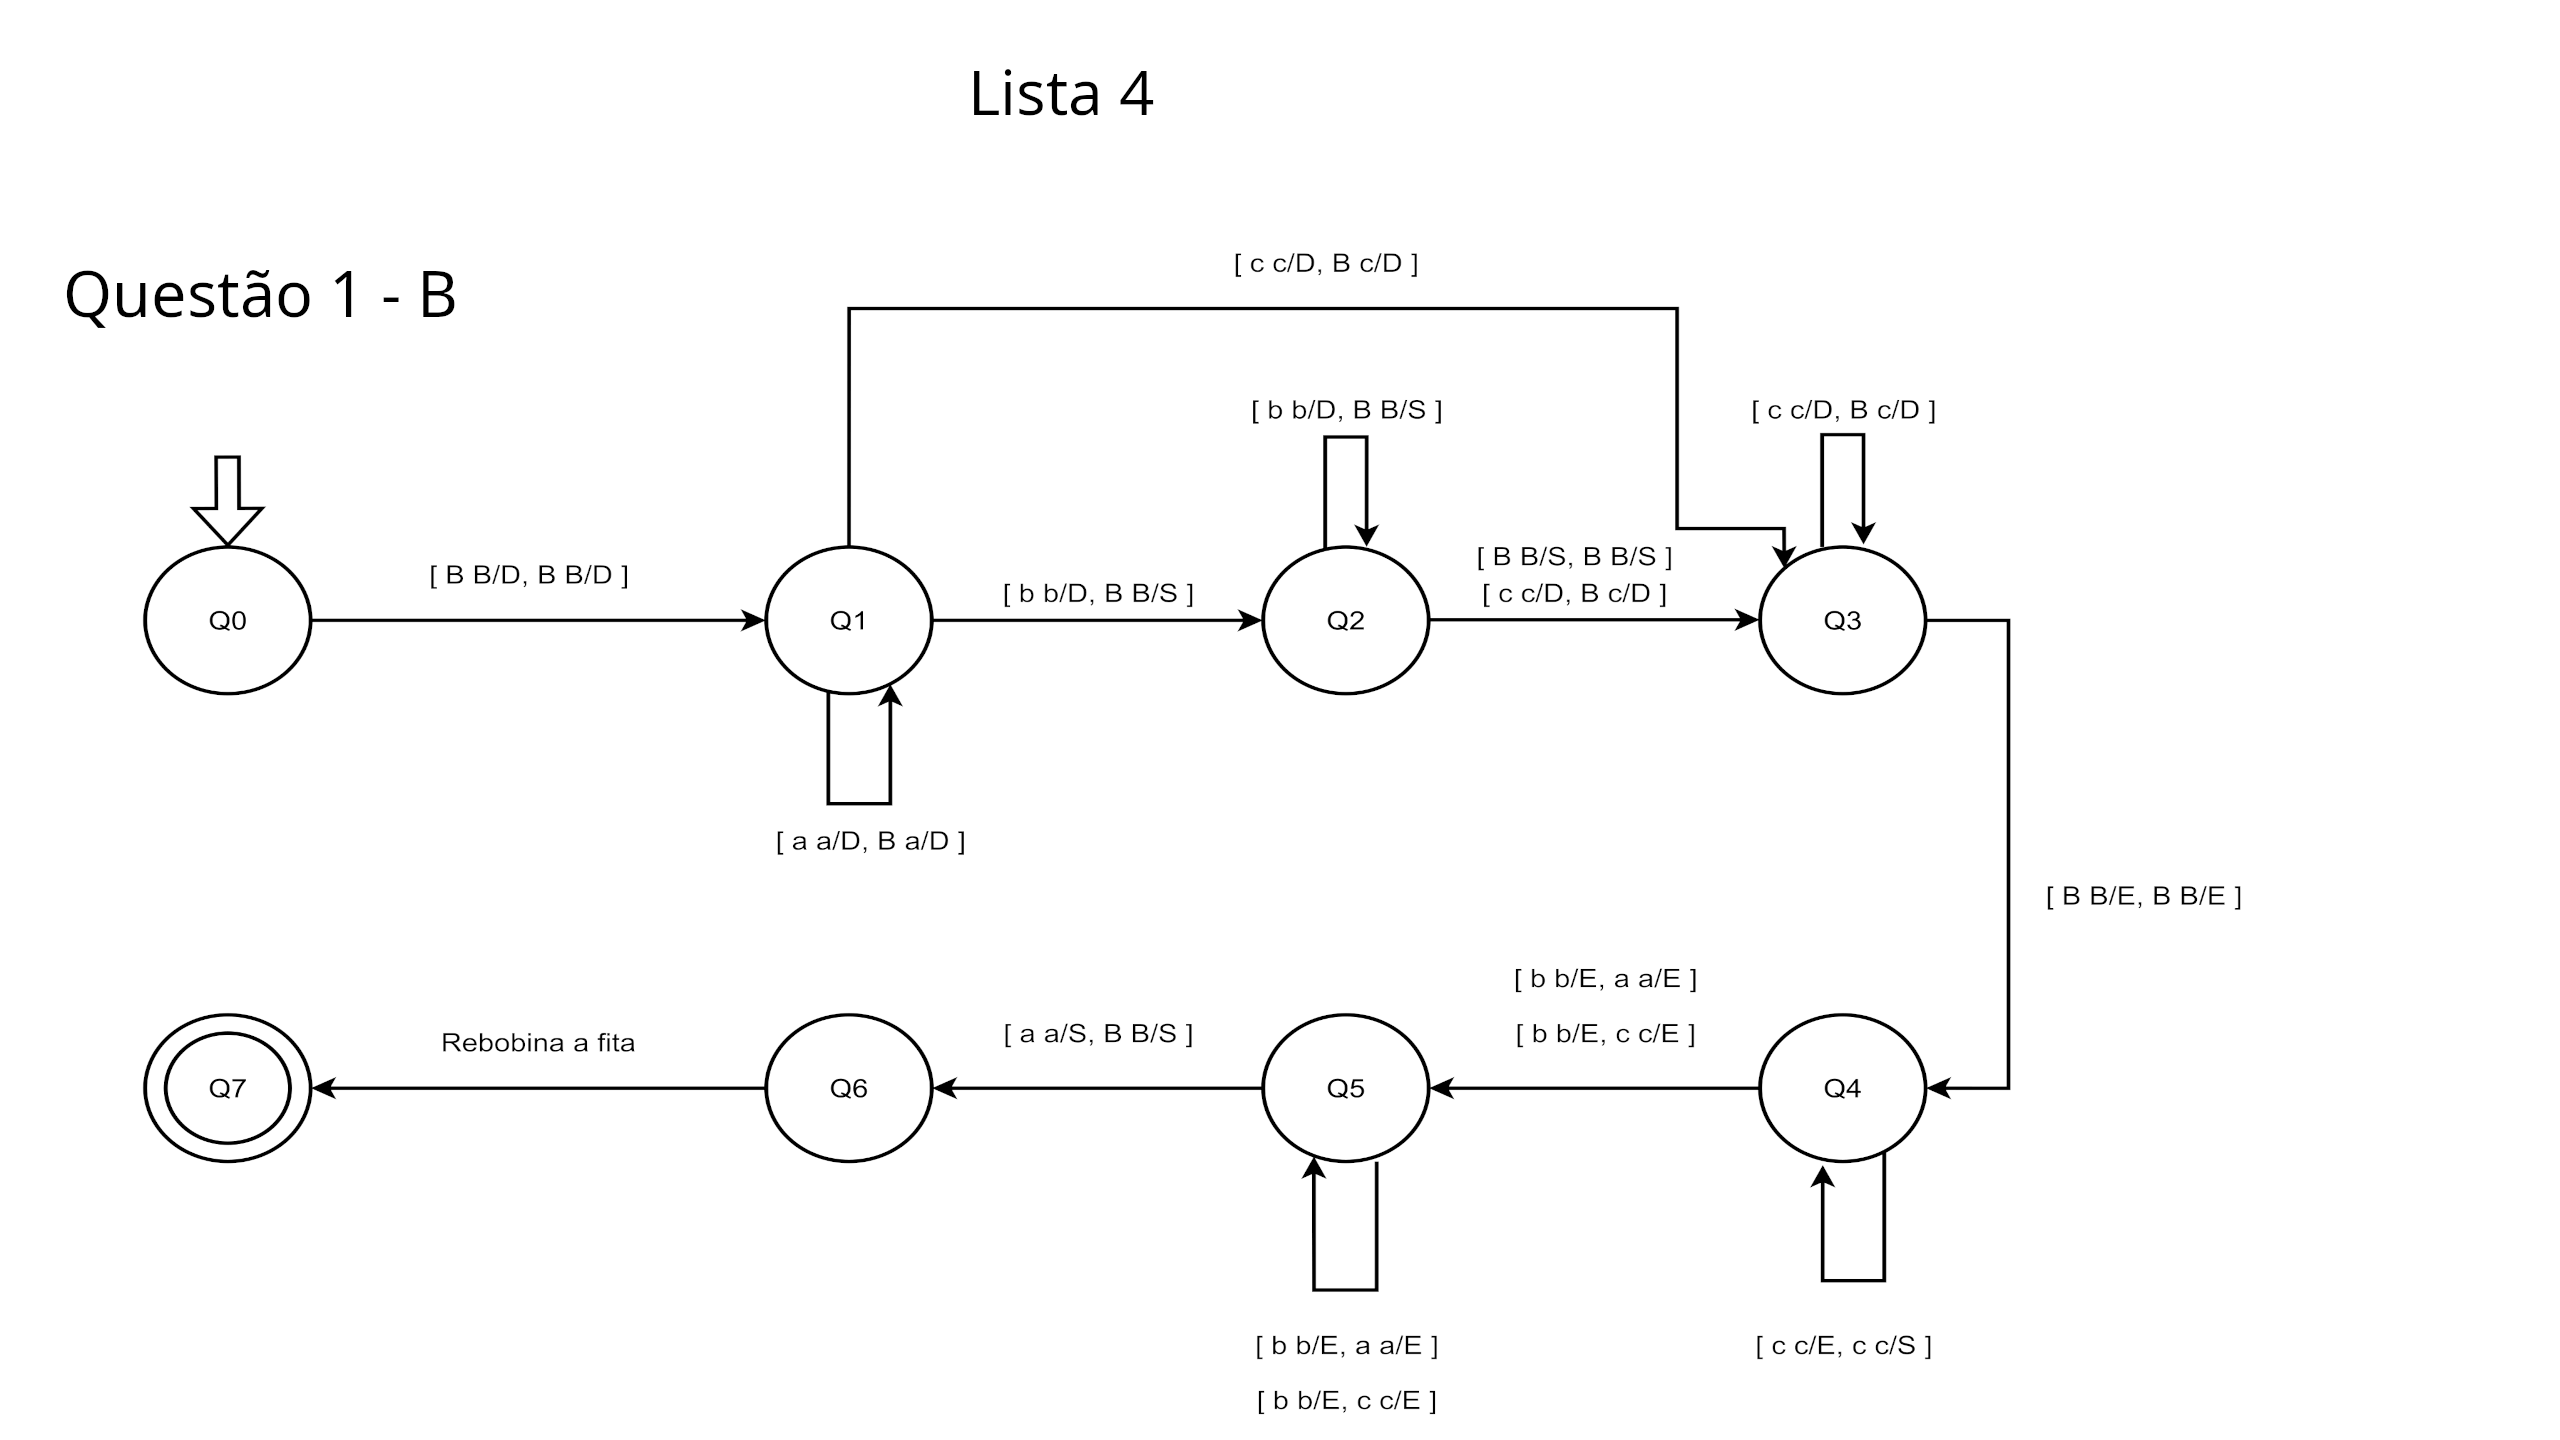 Lista 4
Questão 1 - B
[ c c/D, B c/D ]
[ b b/D, B B/S ]
[ c c/D, B c/D ]
[ B B/D, B B/D ]
[ b b/D, B B/S ]
[ B B/S, B B/S ]
[ c c/D, B c/D ]
Q0
Q1
Q2
Q3
[ a a/D, B a/D ]
[ B B/E, B B/E ]
[ b b/E, a a/E ]
[ b b/E, c c/E ]
[ a a/S, B B/S ]
Rebobina a fita
Q7
Q6
Q5
Q4
[ b b/E, a a/E ]
[ b b/E, c c/E ]
[ c c/E, c c/S ]